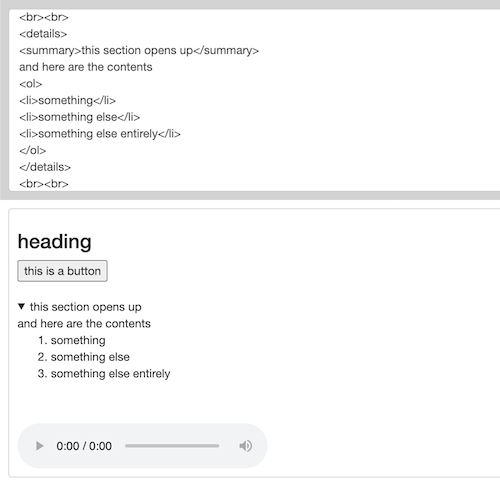 <br><br>
<details>
<summary>this section opens up</summary>
and here are the contents
<ol>
<li>something</li>
<li>something else</li>
<li>something else entirely</li>
</ol>
</details>
<br><br>
heading
this is a button
this section opens up
and here are the contents
1. something
2. something else
3. something else entirely
0:00 / 0:00